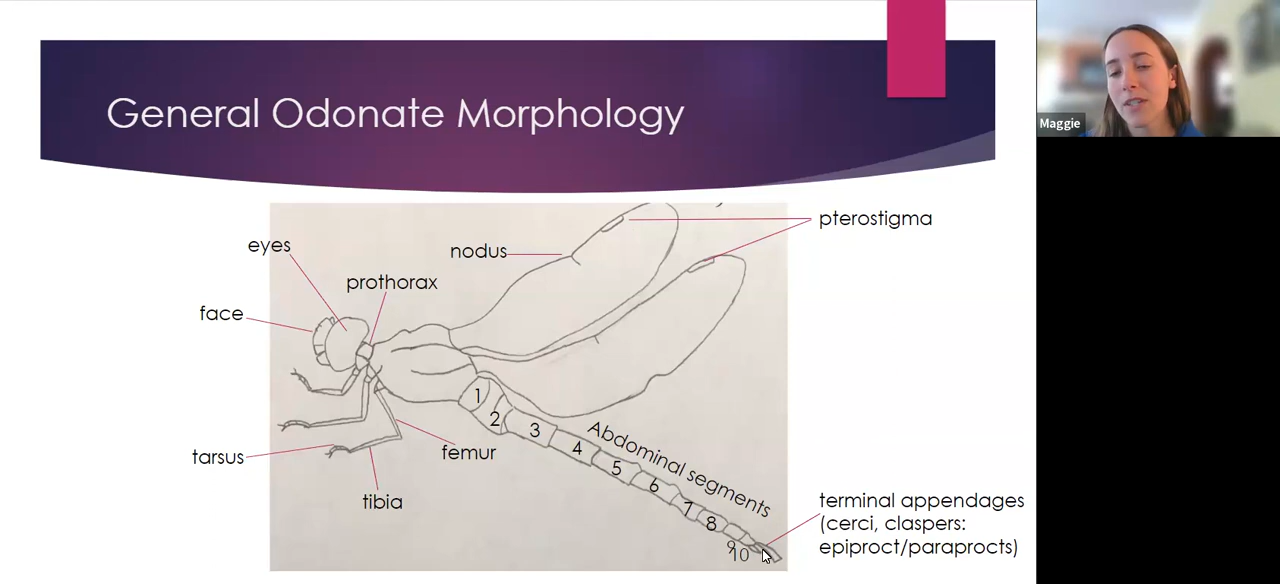 General Odonate Morphology
Maggie
pterostigma
eyes
nodus
prothorax
face
1
2
3
4
5
6
7
8
9
10
Abdominal segments
tarsus
femur
tibia
terminal appendages
(cerci, claspers:
epiproct/paraprocts)